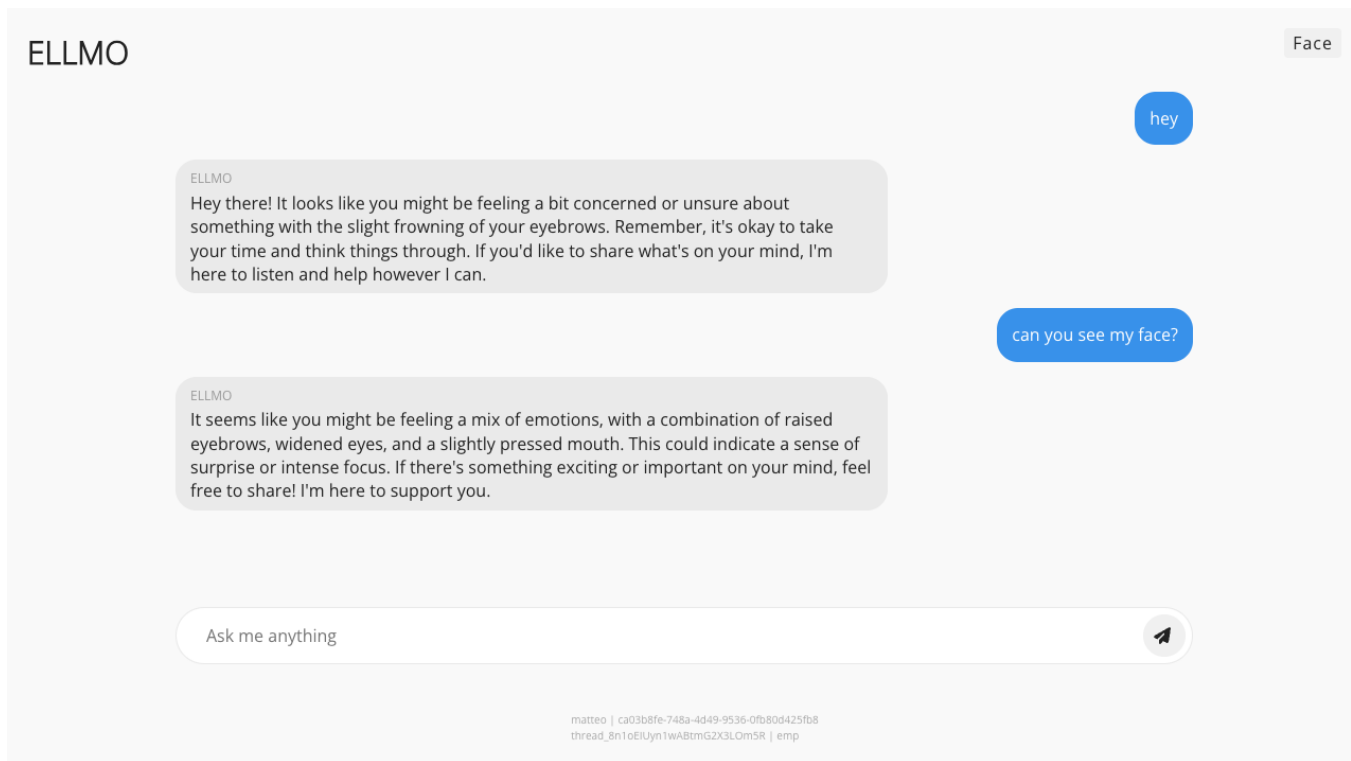 ELLMO
Face
hey
ELLMO
Hey there! It looks like you might be feeling a bit concerned or unsure about
something with the slight frowning of your eyebrows. Remember, it's okay to take
your time and think things through. If you'd like to share what's on your mind, I'm
here to listen and help however I can.
can you see my face?
ELLMO
It seems like you might be feeling a mix of emotions, with a combination of raised
eyebrows, widened eyes, and a slightly pressed mouth. This could indicate a sense of
surprise or intense focus. If there's something exciting or important on your mind, feel
free to share! I'm here to support you.
Ask me anything
matteo | ca03b8fe-748a-4d49-9536-0fb80d425fb8
thread_8n1oEIUyn1wABtmG2X3LOm5R | emp